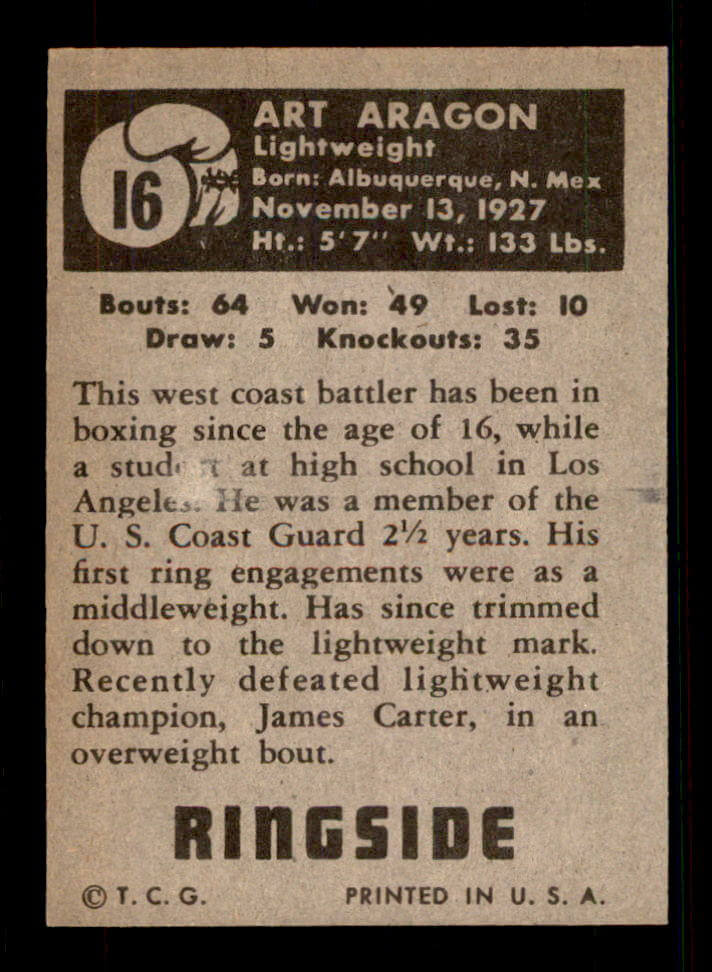 16
ART ARAGON
Lightweight
Born: Albuquerque, N. Mex
November 13, 1927
Ht.: 5'7" Wt.: 133 Lbs.
Bouts: 64 Won: 49 Lost: 10
Draw: 5 Knockouts: 35
This west coast battler has been in
boxing since the age of 16, while
a student at high school in Los
Angeles. He was a member of the
U. S. Coast Guard 2½ years. His
first ring engagements were as a
middleweight. Has since trimmed
down to the lightweight mark.
Recently defeated lightweight
champion, James Carter, in an
overweight bout.
RINGSIDE
© T. C. G. PRINTED IN U. S. A.